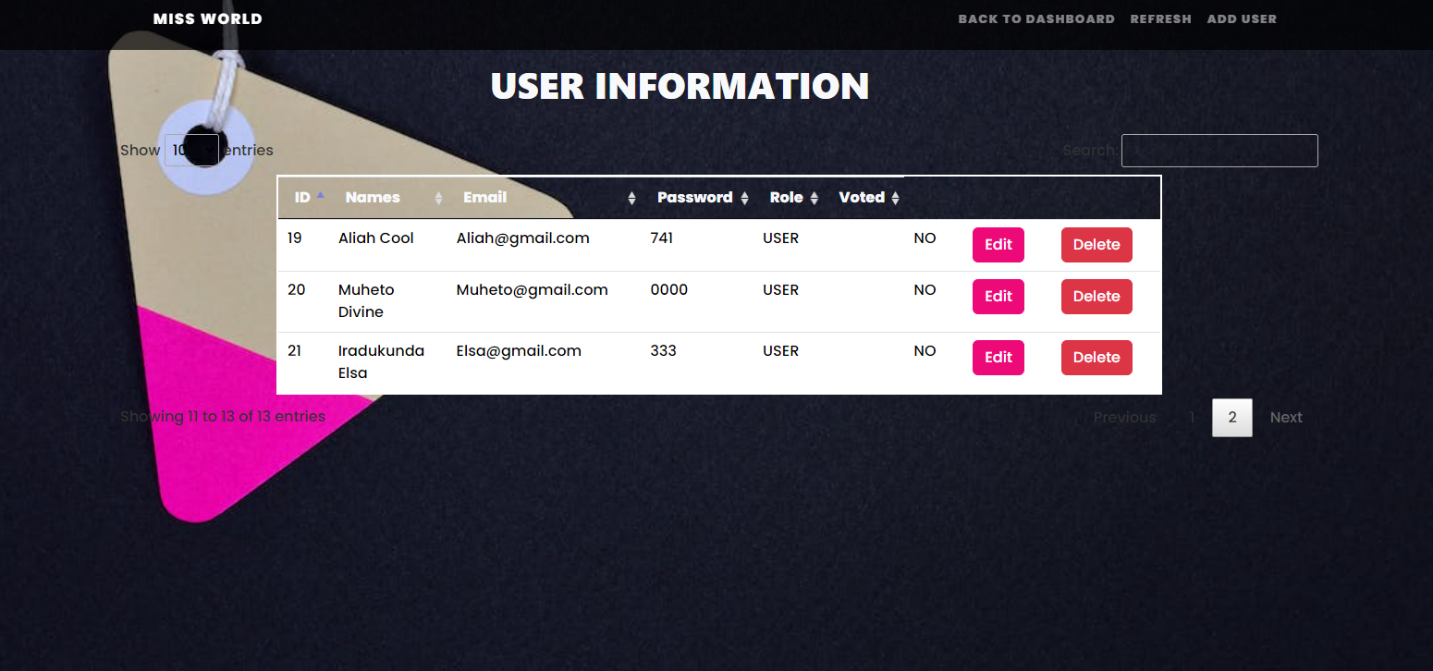 MISS WORLD BACK TO DASHBOARD REFRESH ADD USER
USER INFORMATION
Show 10 entries Search:
ID Names Email Password Role Voted
19 Aliah Cool Aliah@gmail.com 741 USER NO Edit Delete
20 Muheto Muheto@gmail.com 0000 USER NO Edit Delete
Divine
21 Iradukunda Elsa@gmail.com 333 USER NO Edit Delete
Elsa
Showing 11 to 13 of 13 entries Previous 1 2 Next